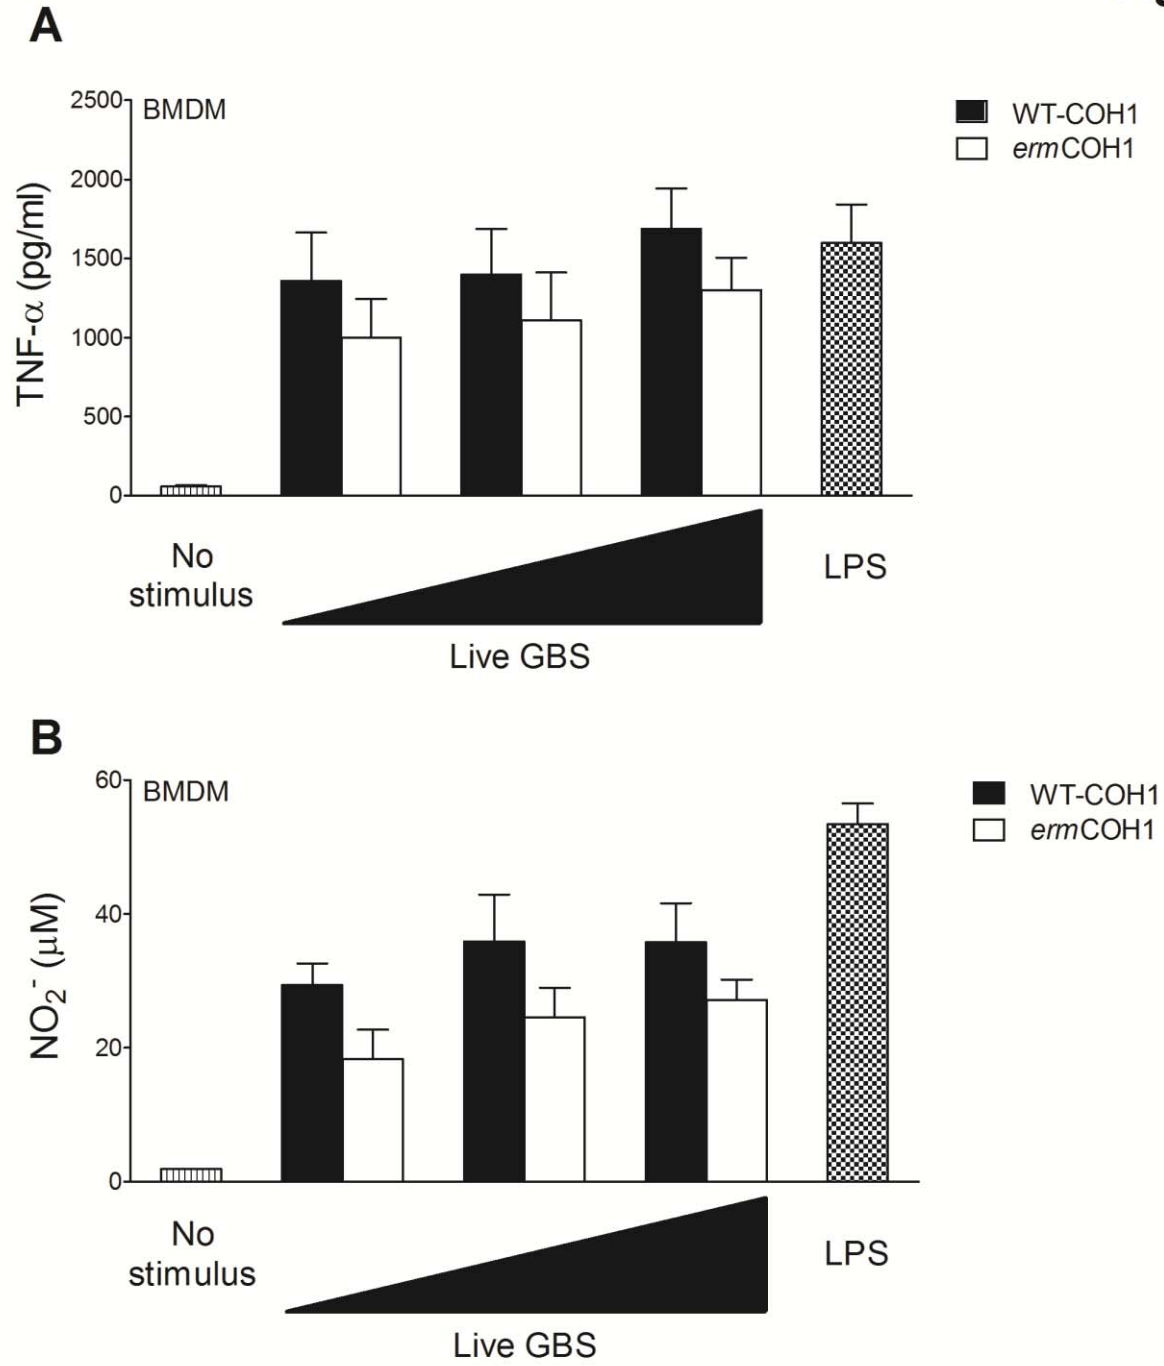 A
BMDM
WT-COH1
ermCOH1
2500
2000
1500
1000
500
0
TNF-α (pg/ml)
No
stimulus
LPS
Live GBS
B
BMDM
WT-COH1
ermCOH1
60
40
20
0
NO₂⁻ (μM)
No
stimulus
LPS
Live GBS